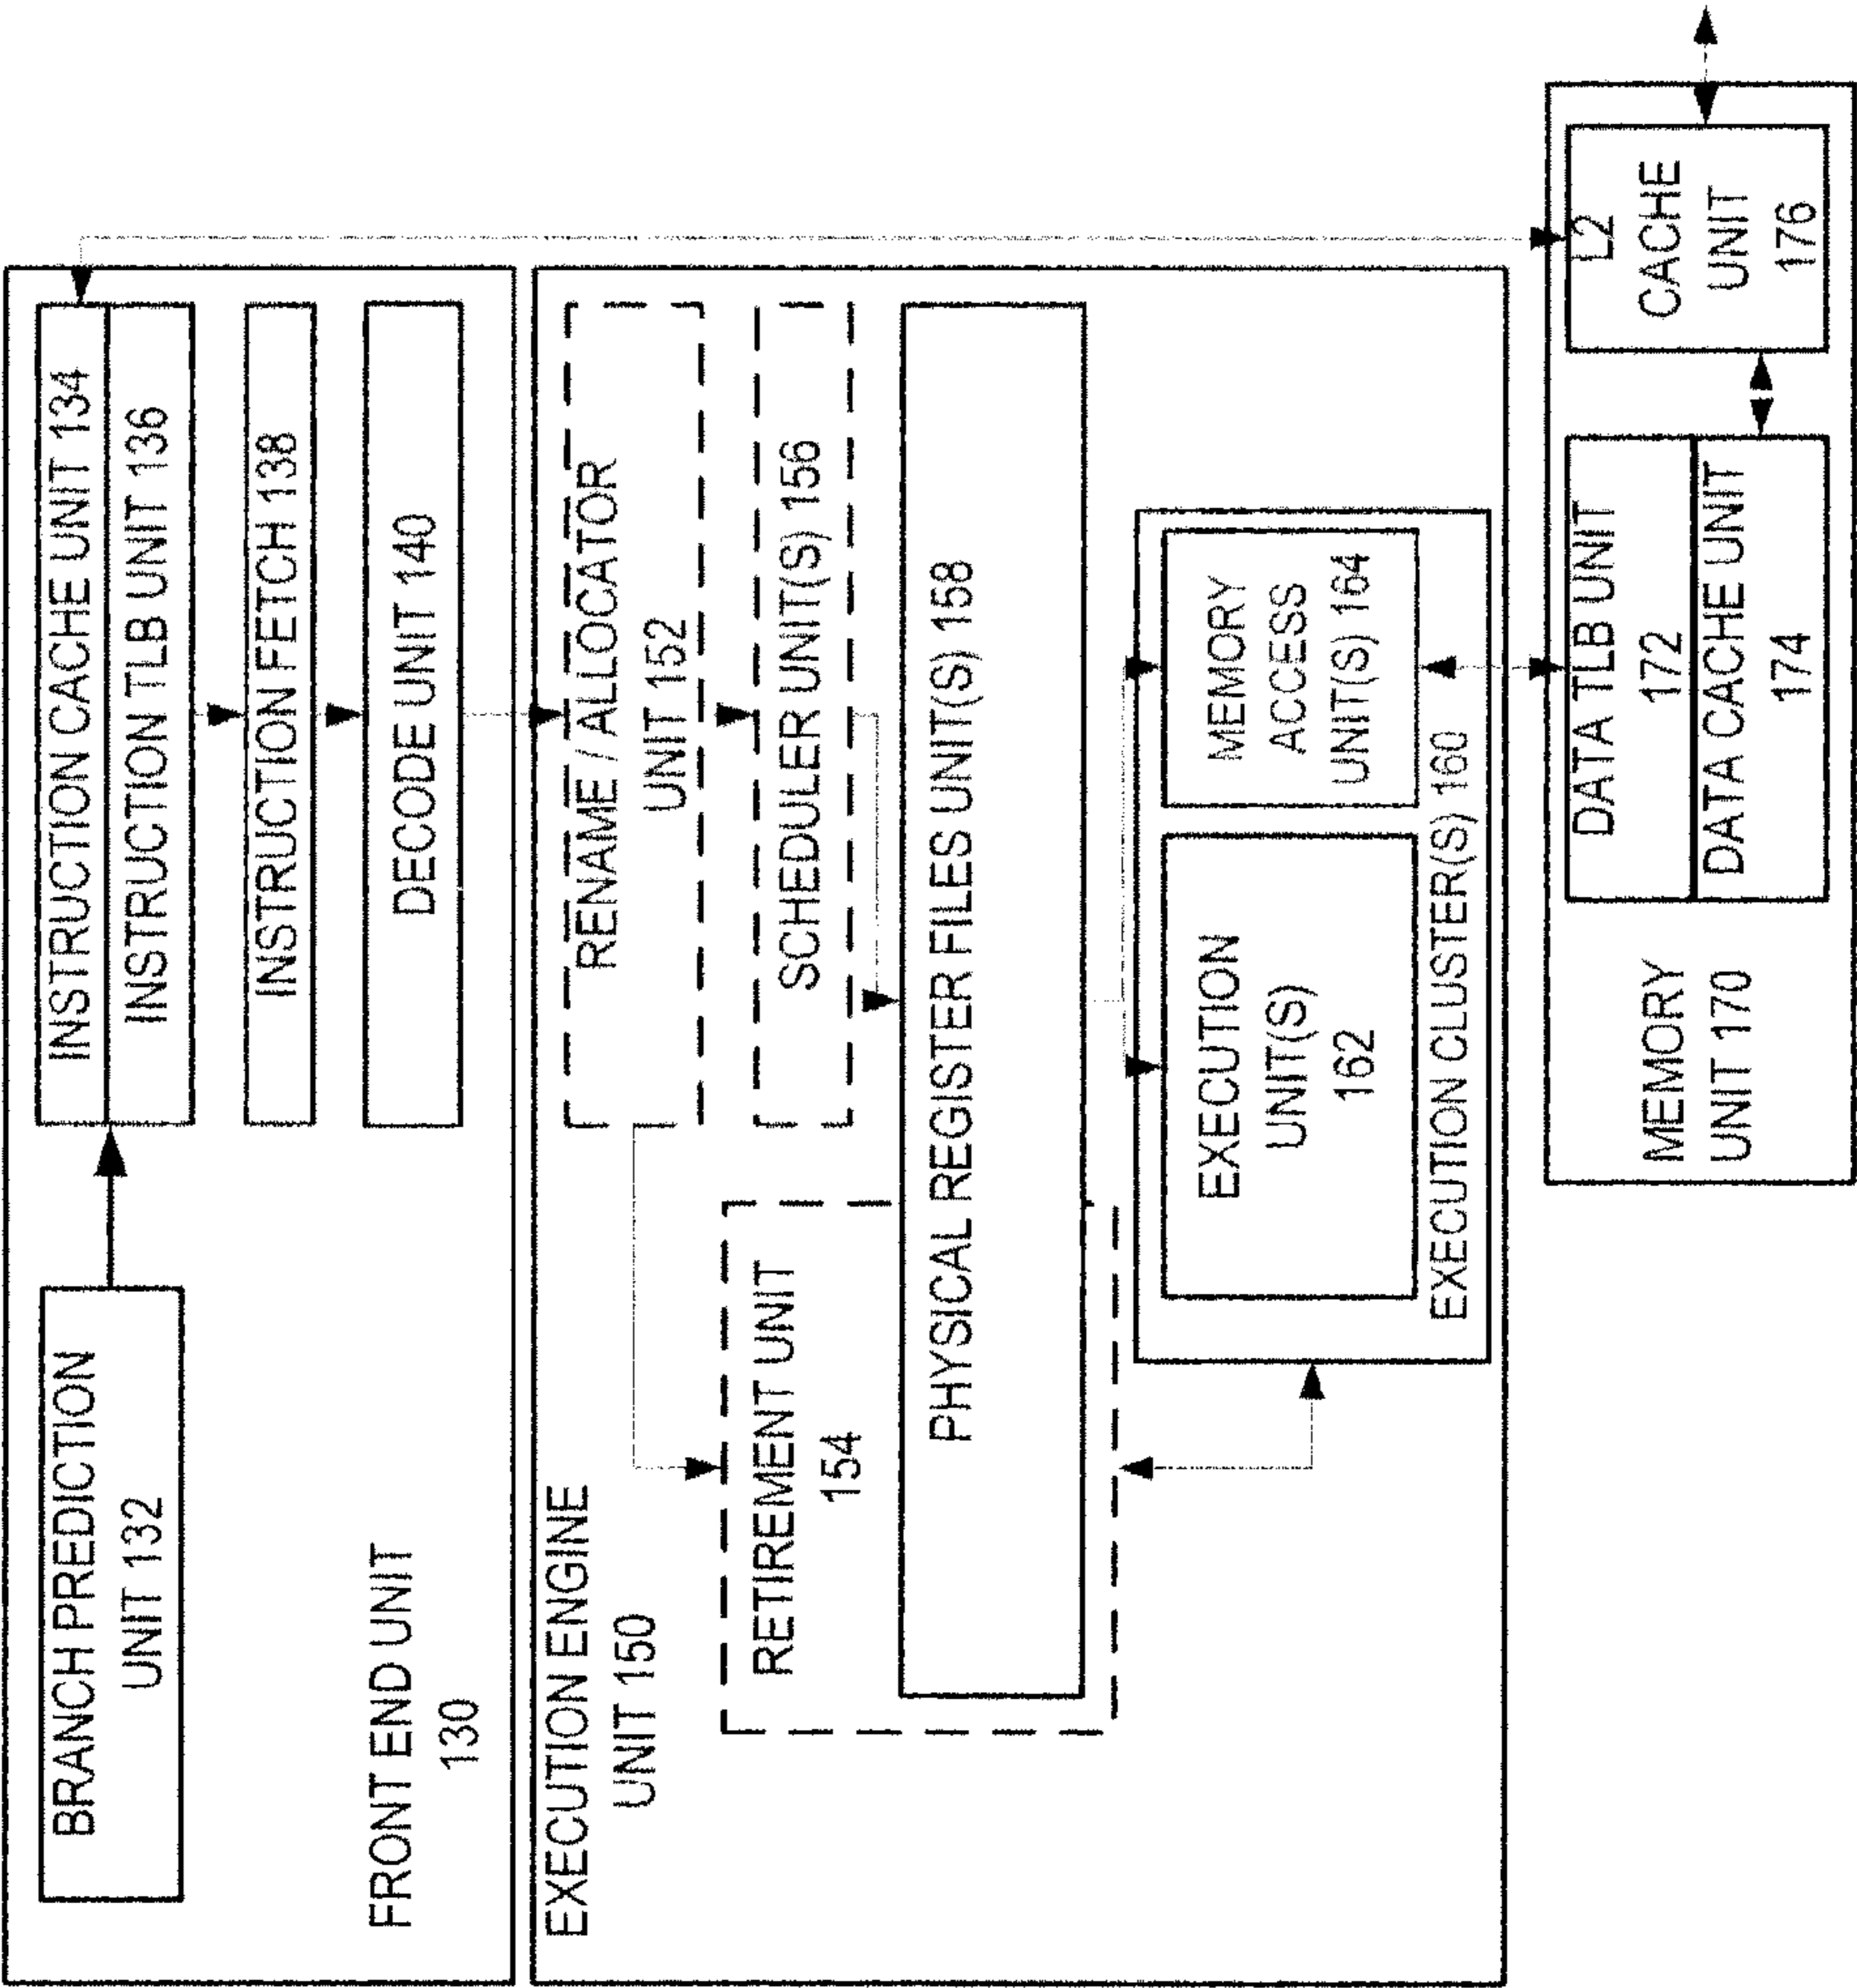 BRANCH PREDICTION
UNIT 132
INSTRUCTION CACHE UNIT 134
INSTRUCTION TLB UNIT 136
INSTRUCTION FETCH 138
DECODE UNIT 140
FRONT END UNIT
130
EXECUTION ENGINE
UNIT 150
RENAME / ALLOCATOR
UNIT 152
RETIREMENT UNIT
154
SCHEDULER UNIT(S) 156
PHYSICAL REGISTER FILES UNIT(S) 158
EXECUTION
UNIT(S)
162
MEMORY
ACCESS
UNIT(S) 164
EXECUTION CLUSTER(S) 160
MEMORY
UNIT 170
DATA TLB UNIT
172
DATA CACHE UNIT
174
L2
CACHE
UNIT
176